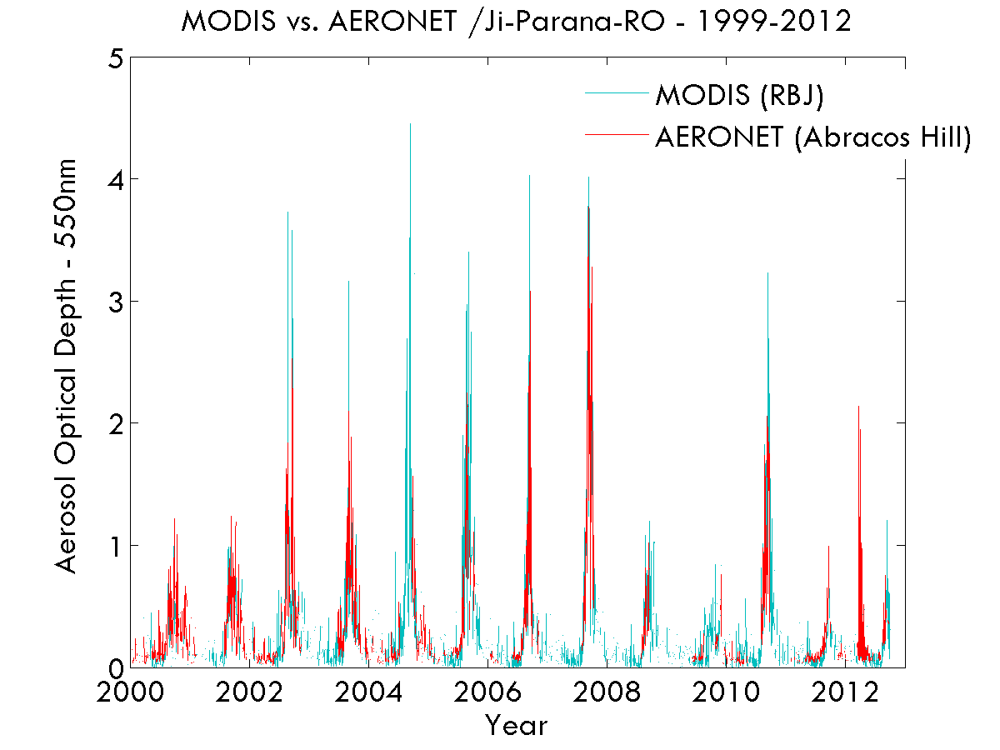 MODIS vs. AERONET /Ji-Parana-RO - 1999-2012
5
4
3
2
1
0
Aerosol Optical Depth - 550nm
MODIS (RBJ)
AERONET (Abracos Hill)
2000 2002 2004 2006 2008 2010 2012
Year